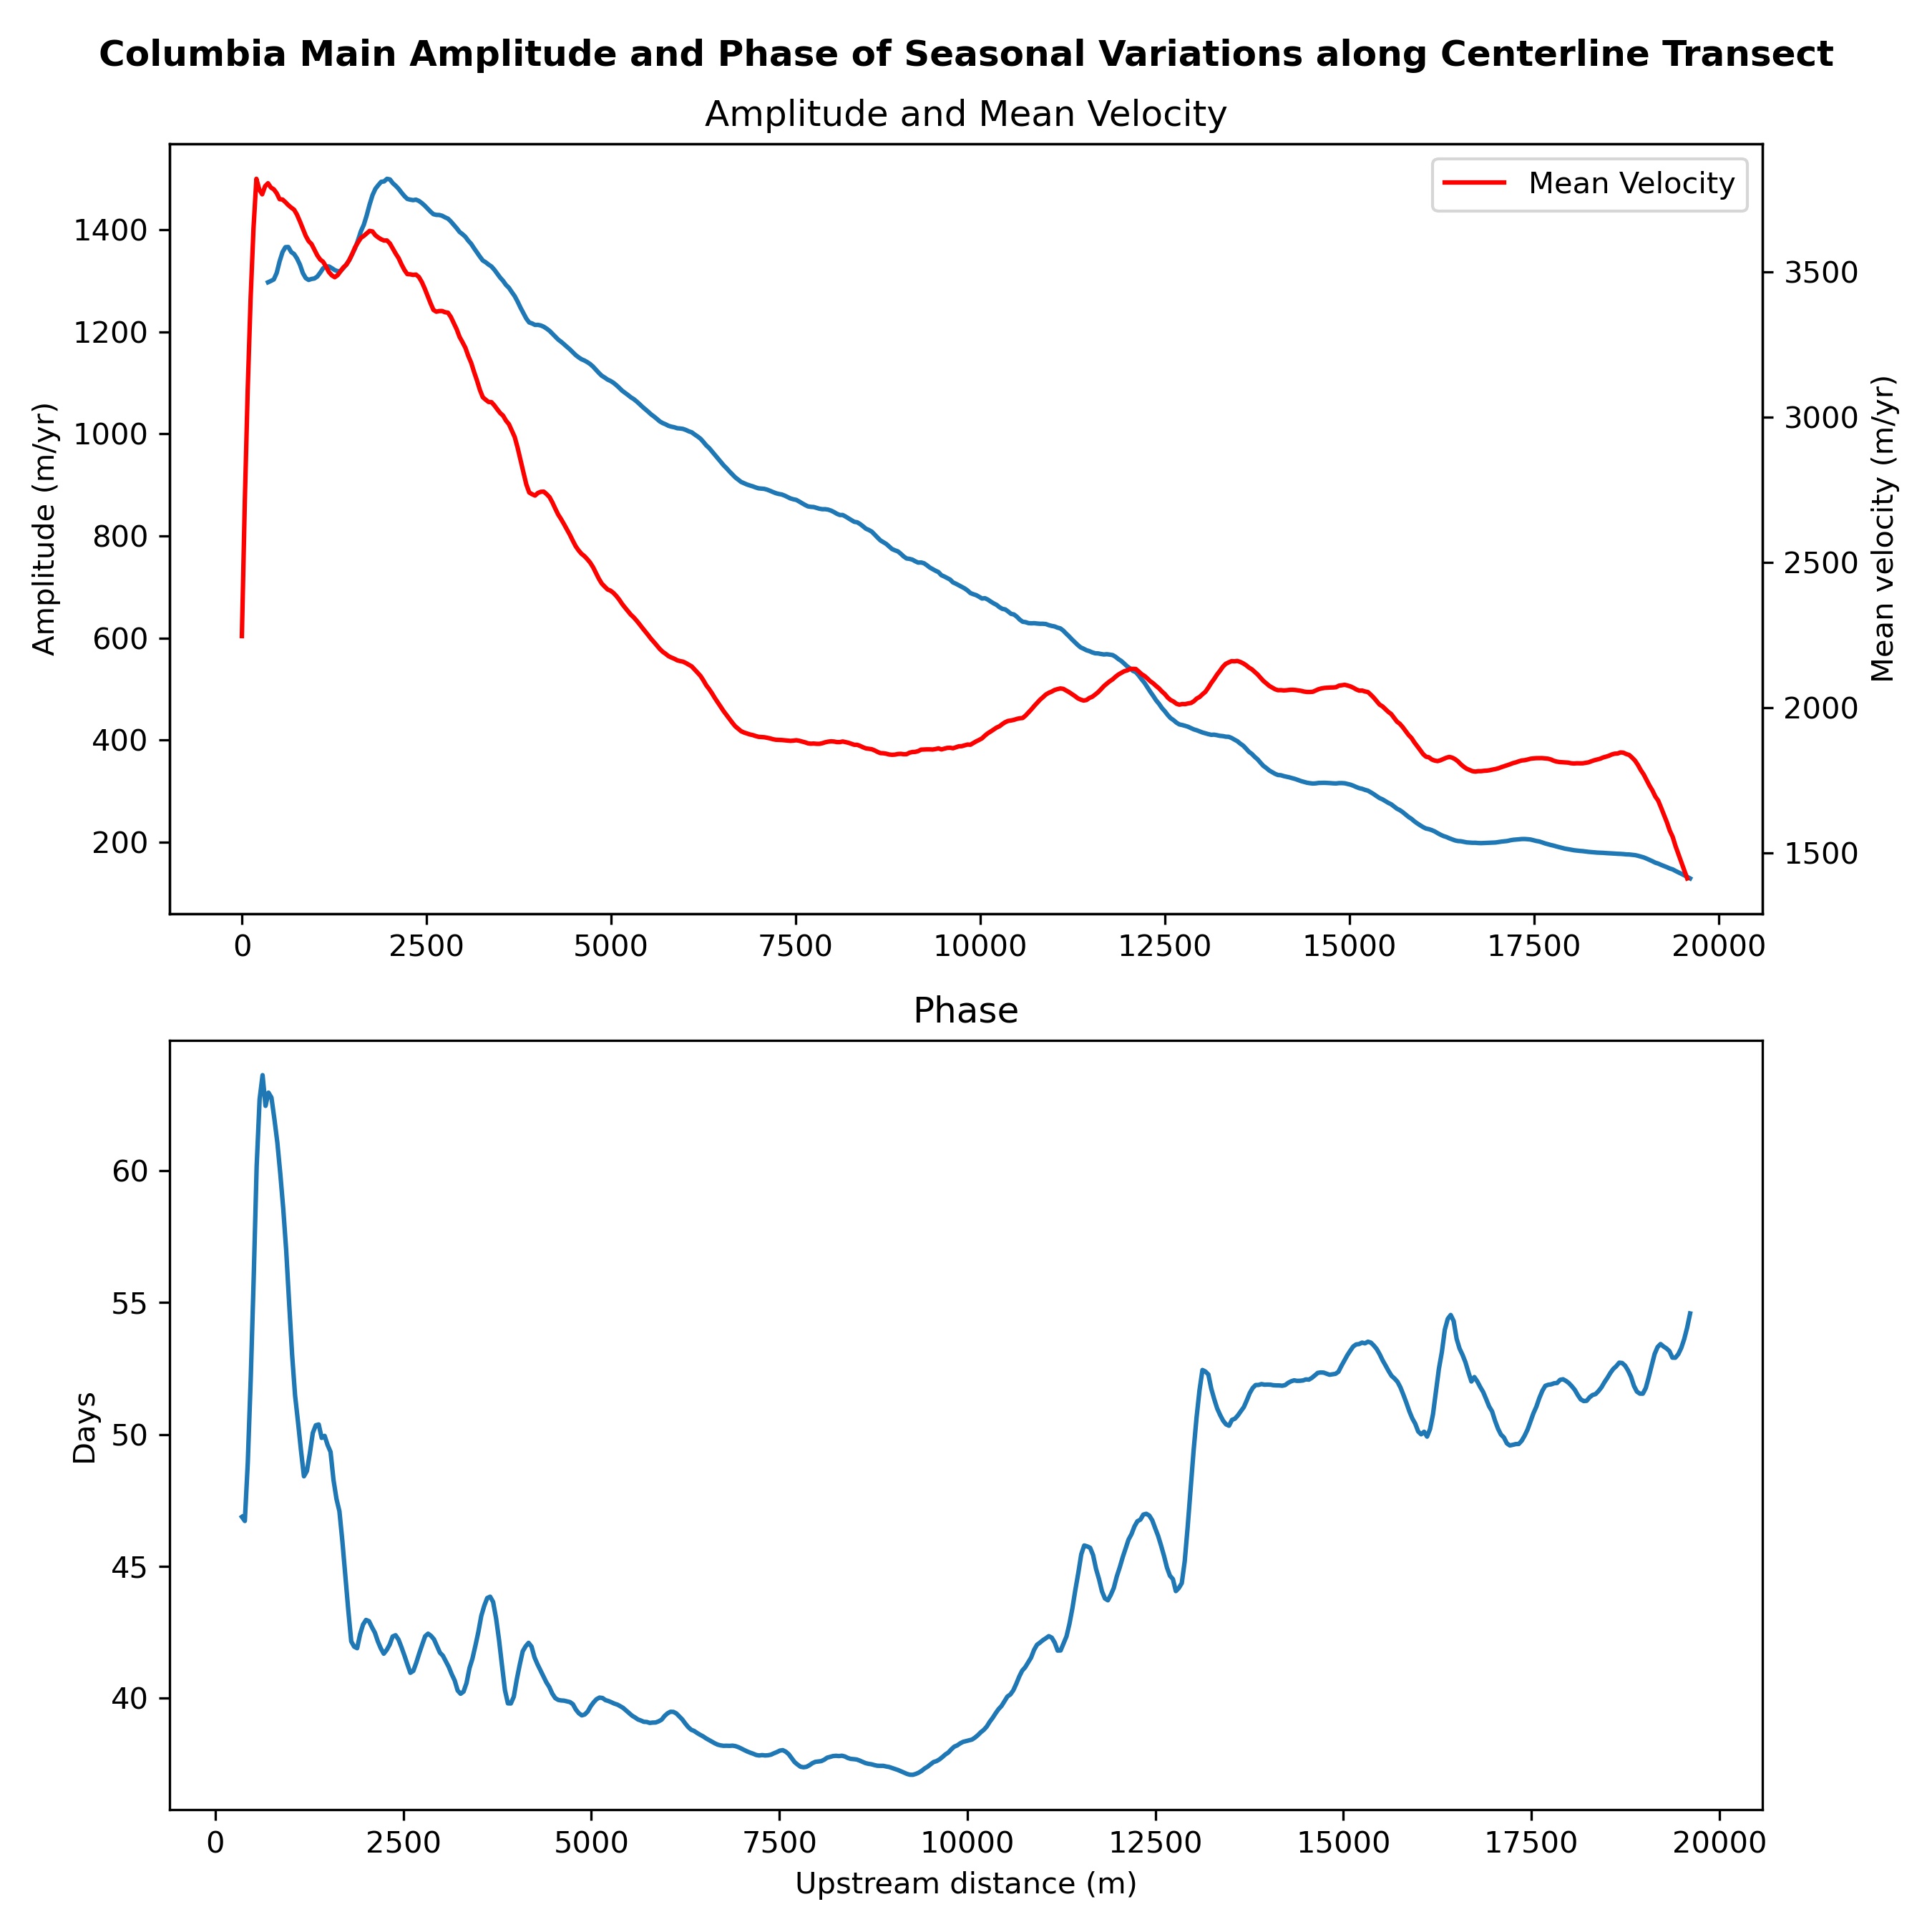 Columbia Main Amplitude and Phase of Seasonal Variations along Centerline Transect
Amplitude and Mean Velocity
Mean Velocity
Amplitude (m/yr)
1400
1200
1000
800
600
400
200
3500
3000
2500
2000
1500
Mean velocity (m/yr)
0 2500 5000 7500 10000 12500 15000 17500 20000
Phase
Days
60
55
50
45
40
0 2500 5000 7500 10000 12500 15000 17500 20000
Upstream distance (m)